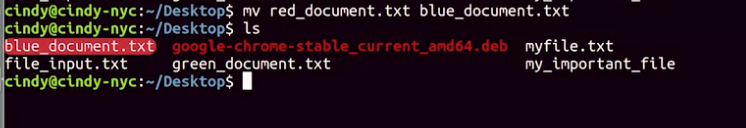 cindy@cindy-nyc:~/Desktop$ mv red_document.txt blue_document.txt
cindy@cindy-nyc:~/Desktop$ ls
blue_document.txt google-chrome-stable_current_amd64.deb myfile.txt
file_input.txt green_document.txt my_important_file
cindy@cindy-nyc:~/Desktop$